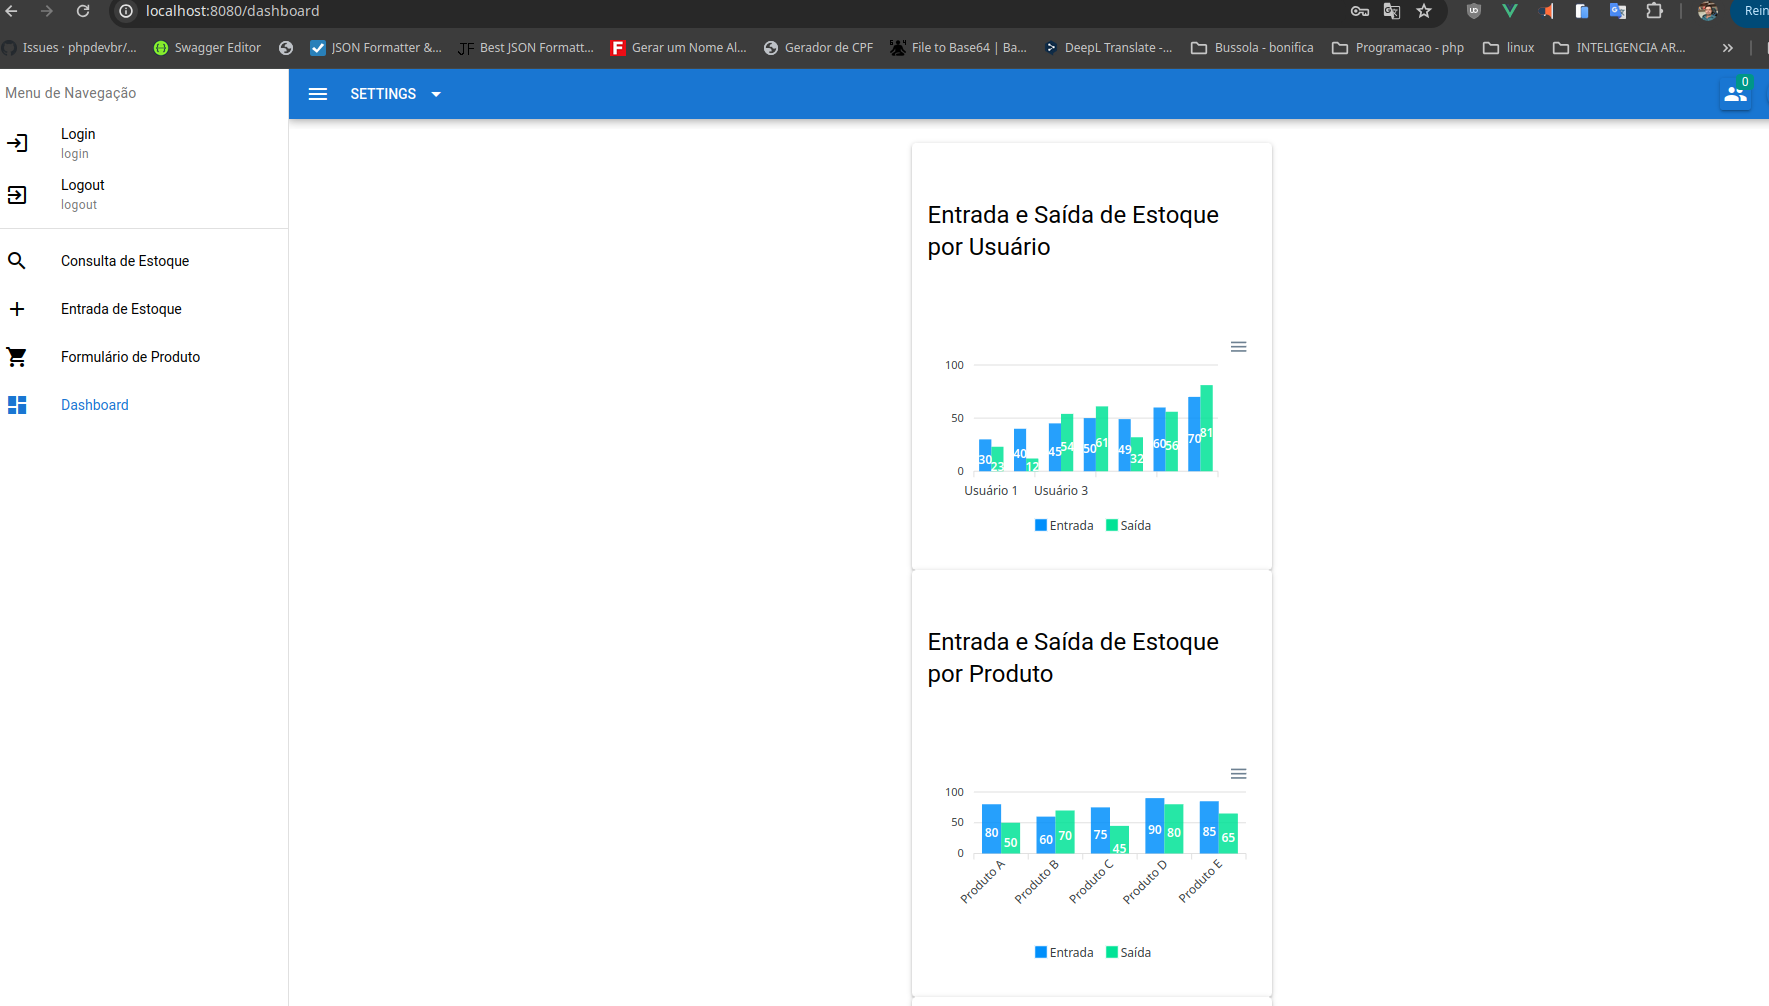 localhost:8080/dashboard
Rein
Issues · phpdevbr/...
Swagger Editor
JSON Formatter &...
JF Best JSON Formatt...
F Gerar um Nome Al...
Gerador de CPF
File to Base64 | Ba...
DeepL Translate -...
Bussola - bonifica
Programacao - php
linux
INTELIGENCIA AR...
»
Menu de Navegação
SETTINGS
0
Login
login
Logout
logout
Consulta de Estoque
Entrada de Estoque
Formulário de Produto
Dashboard
Entrada e Saída de Estoque
por Usuário
100
50
0
30 23 40 12 45 54 50 61 49 32 60 56 70 81
Usuário 1 Usuário 3
Entrada Saída
Entrada e Saída de Estoque
por Produto
100
50
0
80 50 60 70 75 45 90 80 85 65
Produto A Produto B Produto C Produto D Produto E
Entrada Saída